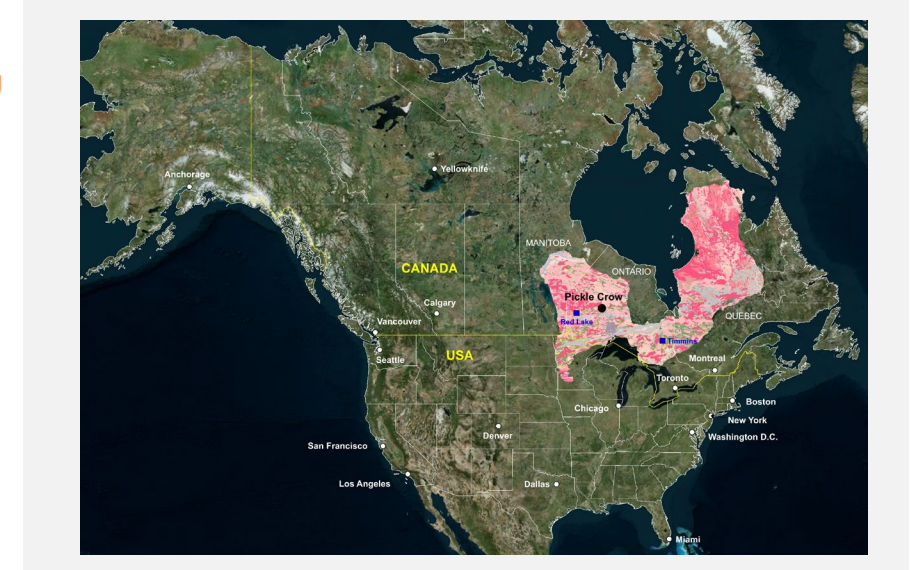 Anchorage
Yellowknife
MANITOBA
CANADA
ONTARIO
Pickle Crow
Calgary
Red Lake
QUEBEC
Vancouver
Timmins
Seattle
USA
Montreal
Toronto
Chicago
Boston
New York
Denver
Washington D.C.
San Francisco
Los Angeles
Dallas
Miami